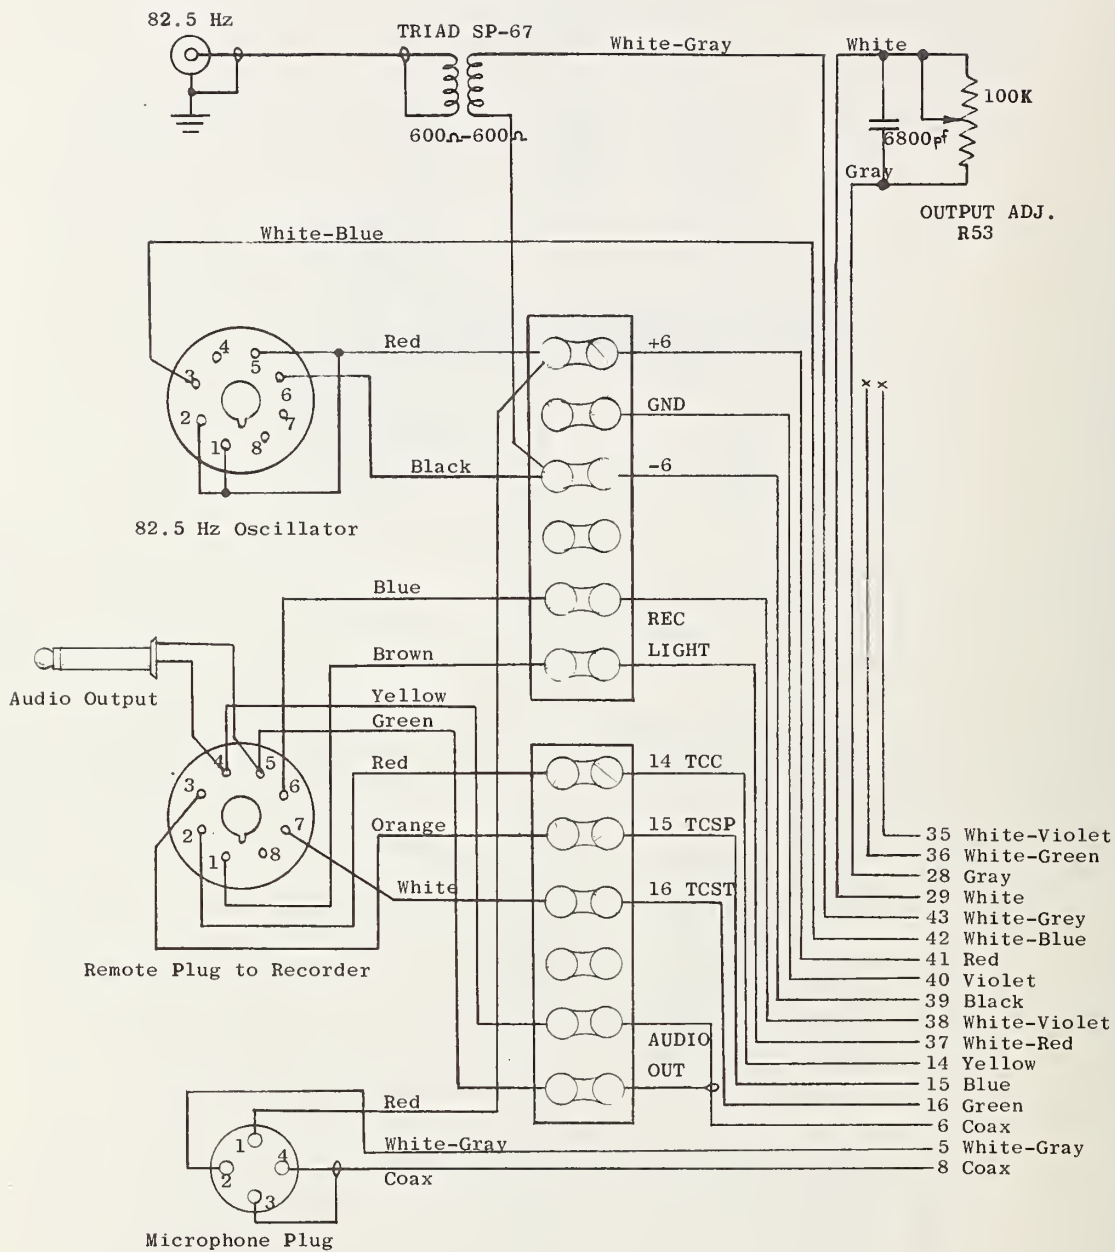 82.5 Hz
TRIAD SP-67
White-Gray
White
100K
600Ω-600Ω
6800pf
Gray
OUTPUT ADJ.
R53
White-Blue
Red
+6
4
5
3
6
GND
2
7
1
8
Black
-6
82.5 Hz Oscillator
Blue
REC
Brown
LIGHT
Audio Output
Yellow
Green
4
5
Red
14 TCC
3
6
Orange
15 TCSP
2
7
1
8
White
16 TCST
Remote Plug to Recorder
AUDIO
OUT
35 White-Violet
36 White-Green
28 Gray
29 White
43 White-Grey
42 White-Blue
41 Red
40 Violet
39 Black
38 White-Violet
37 White-Red
14 Yellow
15 Blue
16 Green
6 Coax
5 White-Gray
8 Coax
Red
1
White-Gray
4
2
Coax
3
Microphone Plug
x x